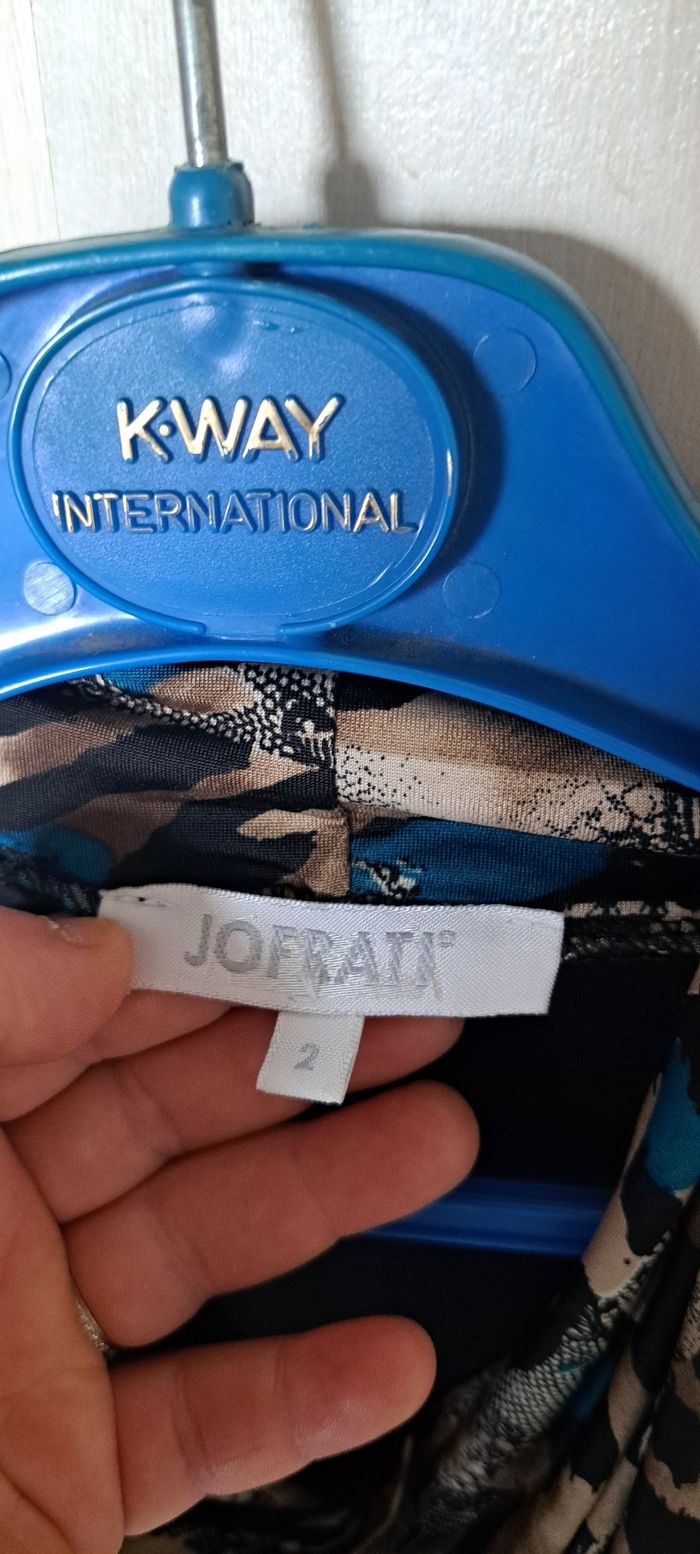 K·WAY
INTERNATIONAL
JOFRATI®
2